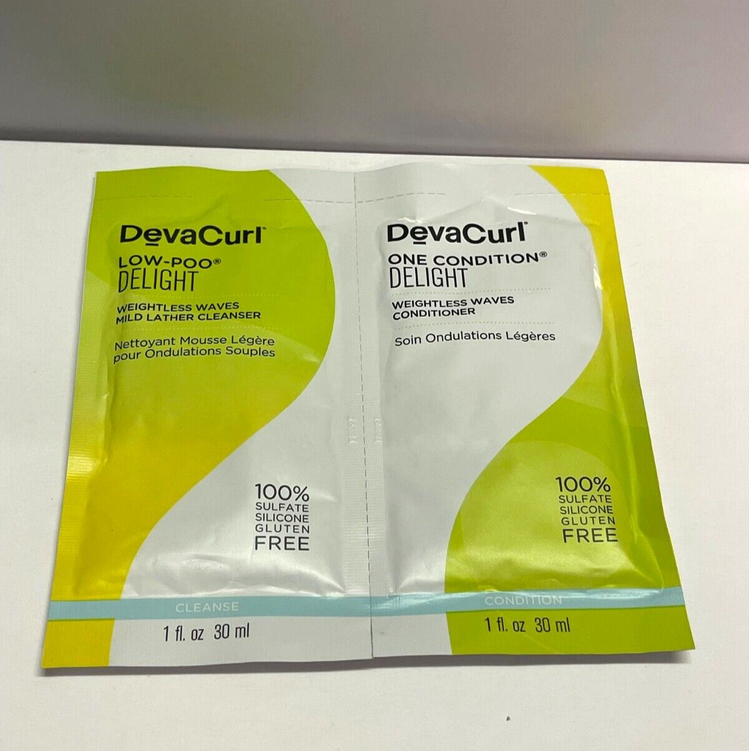 DevaCurl™
LOW-POO®
DELIGHT
WEIGHTLESS WAVES
MILD LATHER CLEANSER
Nettoyant Mousse Légère
pour Ondulations Souples
100%
SULFATE
SILICONE
GLUTEN
FREE
CLEANSE
1 fl. oz 30 ml
DevaCurl™
ONE CONDITION®
DELIGHT
WEIGHTLESS WAVES
CONDITIONER
Soin Ondulations Légères
100%
SULFATE
SILICONE
GLUTEN
FREE
CONDITION
1 fl. oz 30 ml